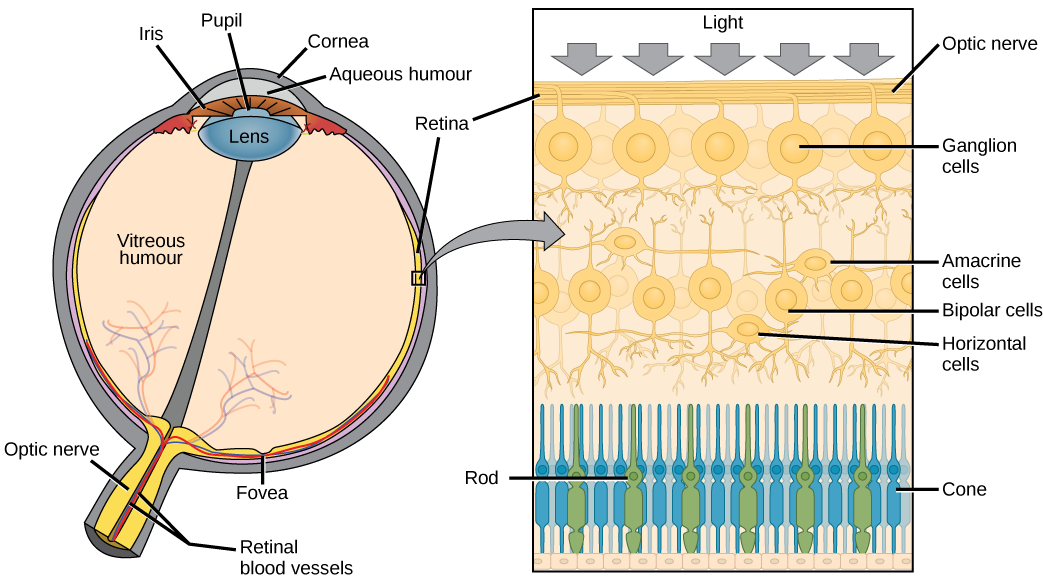 Pupil
Iris
Cornea
Aqueous humour
Lens
Retina
Vitreous
humour
Optic nerve
Fovea
Retinal
blood vessels
Light
Optic nerve
Ganglion
cells
Amacrine
cells
Bipolar cells
Horizontal
cells
Rod
Cone